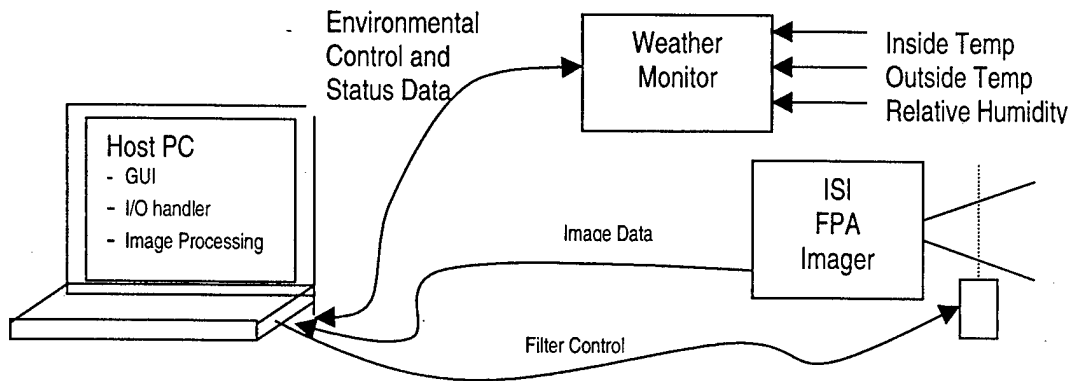 Environmental
Control and
Status Data
Weather
Monitor
Inside Temp
Outside Temp
Relative Humidity
Host PC
- GUI
- I/O handler
- Image Processing
ISI
FPA
Imager
Image Data
Filter Control